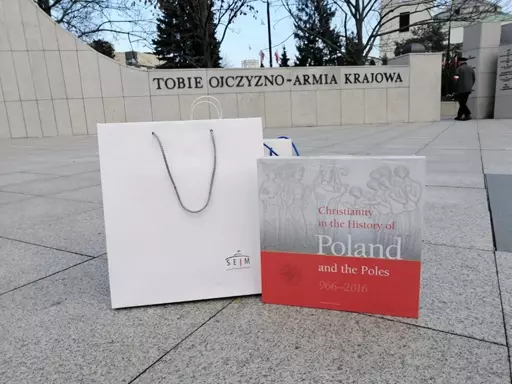 TOBIE OJCZYZNO-ARMIA KRAJOWA
SEJM
Christianity
in the History of
Poland
and the Poles
966–2016